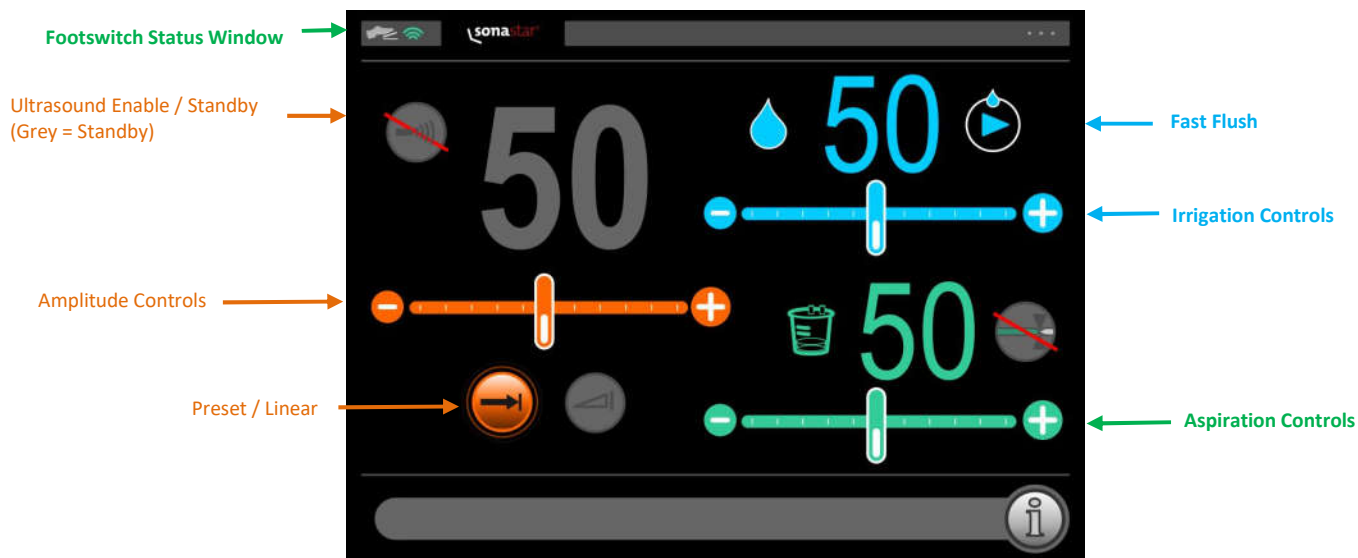 Footswitch Status Window
sonastar
Ultrasound Enable / Standby
(Grey = Standby)
50
50
Fast Flush
Irrigation Controls
Amplitude Controls
50
Preset / Linear
Aspiration Controls
i